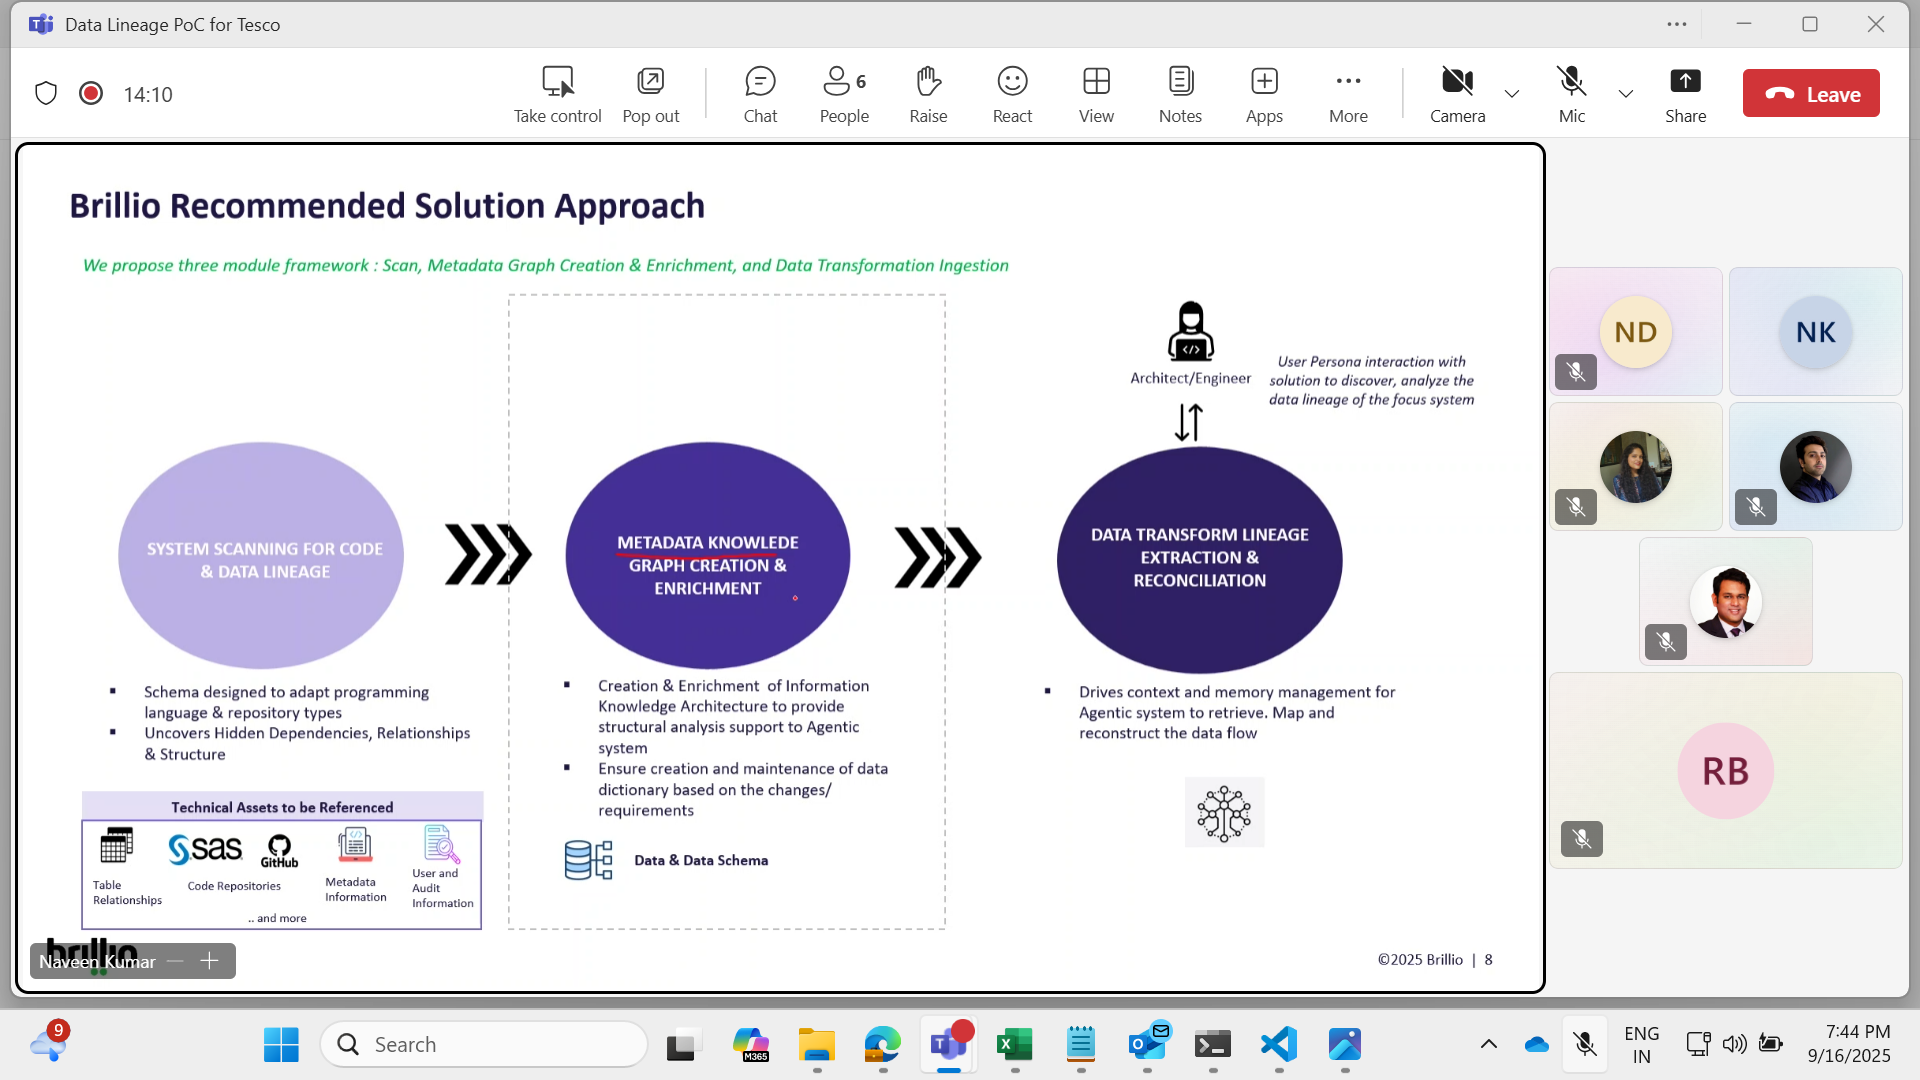 Data Lineage PoC for Tesco
14:10
Take control
Pop out
Chat
6
People
Raise
React
View
Notes
Apps
More
Camera
Mic
Share
Leave
Brillio Recommended Solution Approach
We propose three module framework : Scan, Metadata Graph Creation & Enrichment, and Data Transformation Ingestion
Architect/Engineer
User Persona interaction with
solution to discover, analyze the
data lineage of the focus system
SYSTEM SCANNING FOR CODE
& DATA LINEAGE
METADATA KNOWLEDE
GRAPH CREATION &
ENRICHMENT
DATA TRANSFORM LINEAGE
EXTRACTION &
RECONCILIATION
▪ Schema designed to adapt programming
language & repository types
▪ Uncovers Hidden Dependencies, Relationships
& Structure
▪ Creation & Enrichment of Information
Knowledge Architecture to provide
structural analysis support to Agentic
system
▪ Ensure creation and maintenance of data
dictionary based on the changes/
requirements
▪ Drives context and memory management for
Agentic system to retrieve. Map and
reconstruct the data flow
Technical Assets to be Referenced
sas
GitHub
Table
Relationships
Code Repositories
Metadata
Information
User and
Audit
Information
.. and more
Data & Data Schema
brillio
Naveen Kumar
©2025 Brillio | 8
ND
NK
RB
9
Search
M365
ENG
IN
7:44 PM
9/16/2025